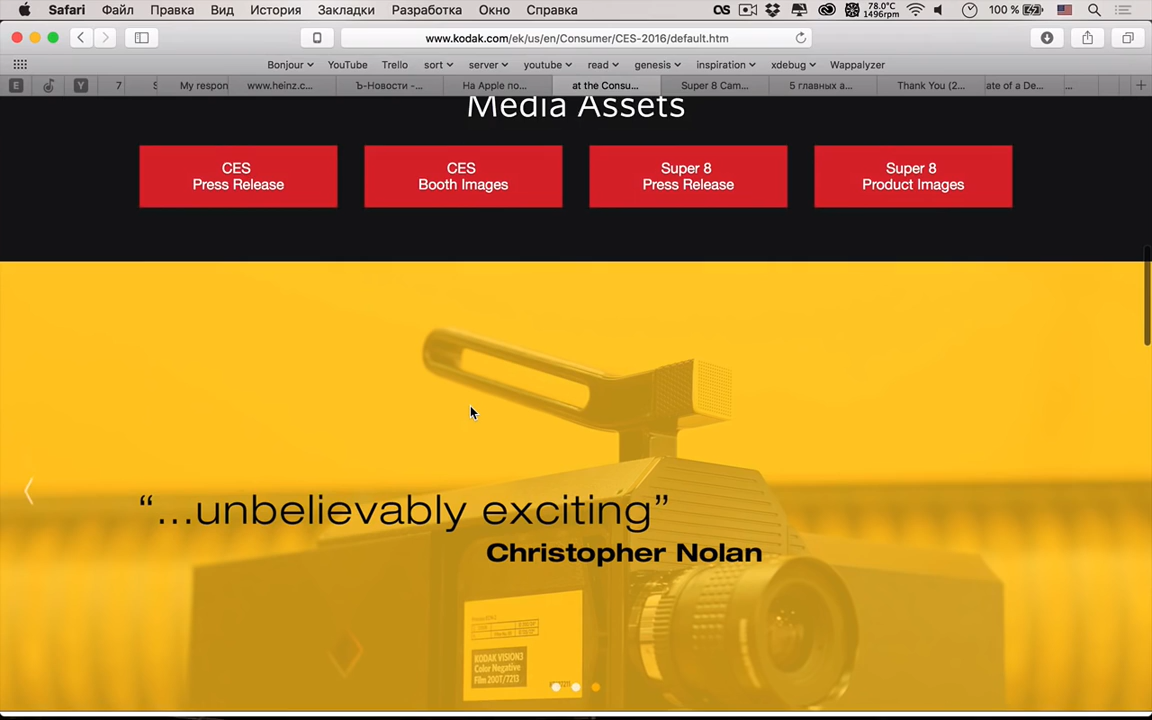 Safari Файл Правка Вид История Закладки Разработка Окно Справка 78.0°C 1496rpm 100 %
www.kodak.com/ek/us/en/Consumer/CES-2016/default.htm
Bonjour YouTube Trello sort server youtube read genesis inspiration xdebug Wappalyzer
E Y 7 My respon www.heinz.c... Ъ-Новости -... На Apple по... at the Consu... Super 8 Cam... 5 главных а... Thank You (2... ate of a De... ...
Media Assets
CES
Press Release
CES
Booth Images
Super 8
Press Release
Super 8
Product Images
“...unbelievably exciting”
Christopher Nolan
KODAK VISION3
Color Negative
Film 200T/7213